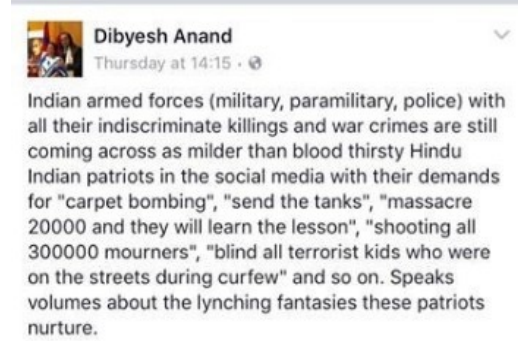 Dibyesh Anand
Thursday at 14:15 ·
Indian armed forces (military, paramilitary, police) with
all their indiscriminate killings and war crimes are still
coming across as milder than blood thirsty Hindu
Indian patriots in the social media with their demands
for "carpet bombing", "send the tanks", "massacre
20000 and they will learn the lesson", "shooting all
300000 mourners", "blind all terrorist kids who were
on the streets during curfew" and so on. Speaks
volumes about the lynching fantasies these patriots
nurture.